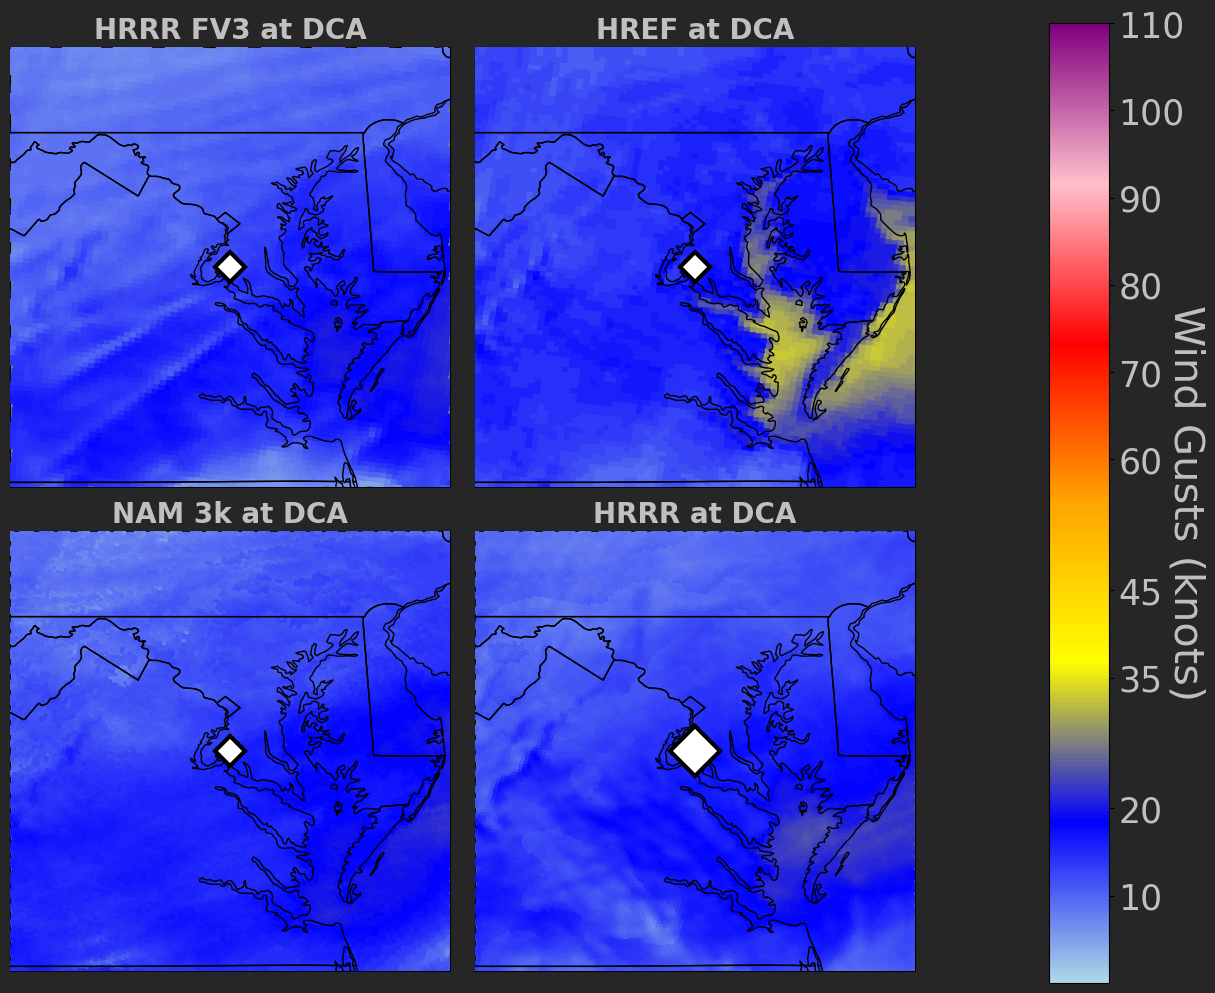 HRRR FV3 at DCA
HREF at DCA
NAM 3k at DCA
HRRR at DCA
110
100
90
80
70
60
45
35
20
10
Wind Gusts (knots)